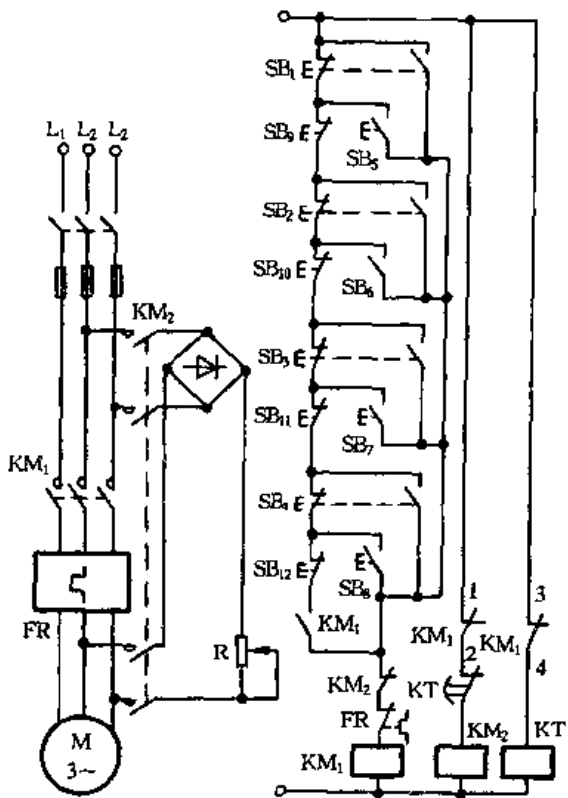 L₁ L₂ L₂
KM₂
KM₁
FR
R
M
3~
SB₁
SB₉
SB₅
SB₂
SB₁₀
SB₆
SB₃
SB₁₁
SB₇
SB₄
SB₁₂
SB₈
KM₁
KM₂
FR
KM₁
1
KM₁
2
KT
KM₂
3
KM₁
4
KT